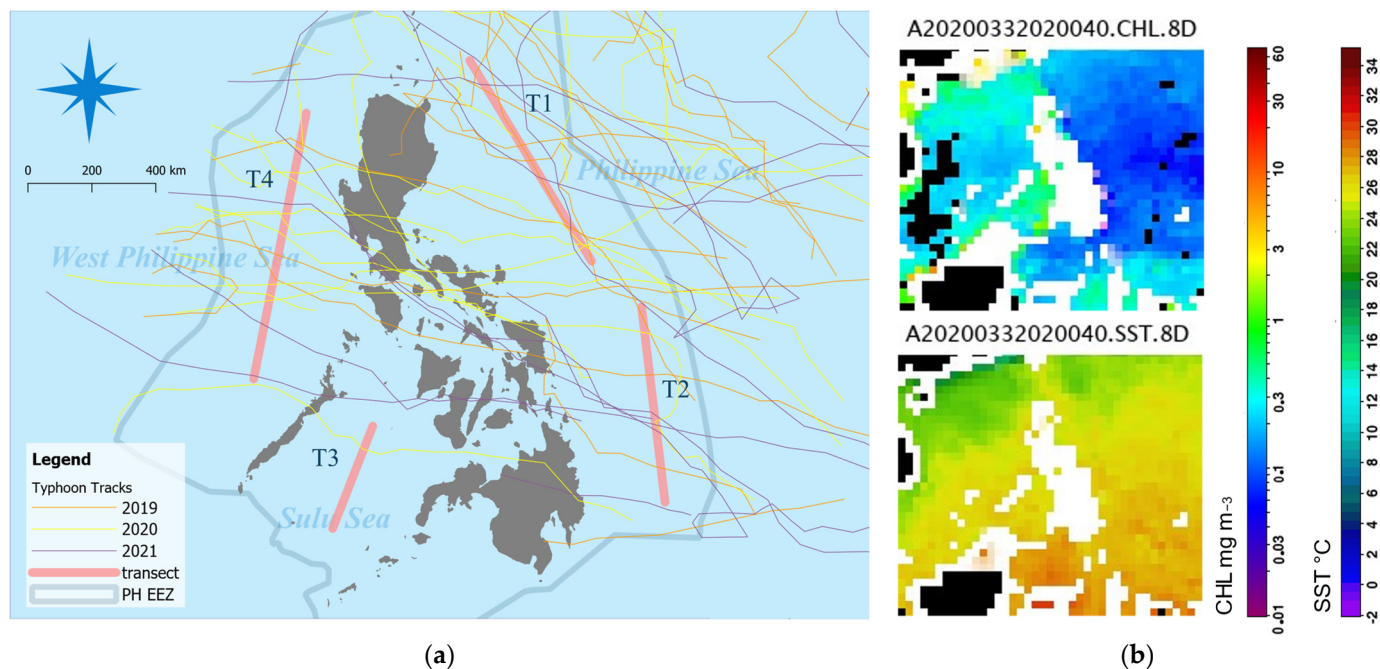 A20200332020040.CHL.8D
T1
0 200 400 km
T4
Philippine Sea
West Philippine Sea
T2
T3
Sulu Sea
Legend
Typhoon Tracks
2019
2020
2021
transect
PH EEZ
A20200332020040.SST.8D
CHL mg m⁻³
60
30
10
3
1
0.3
0.1
0.03
0.01
SST °C
34
32
30
28
26
24
22
20
18
16
14
12
10
8
6
4
2
0
-2
(a)
(b)